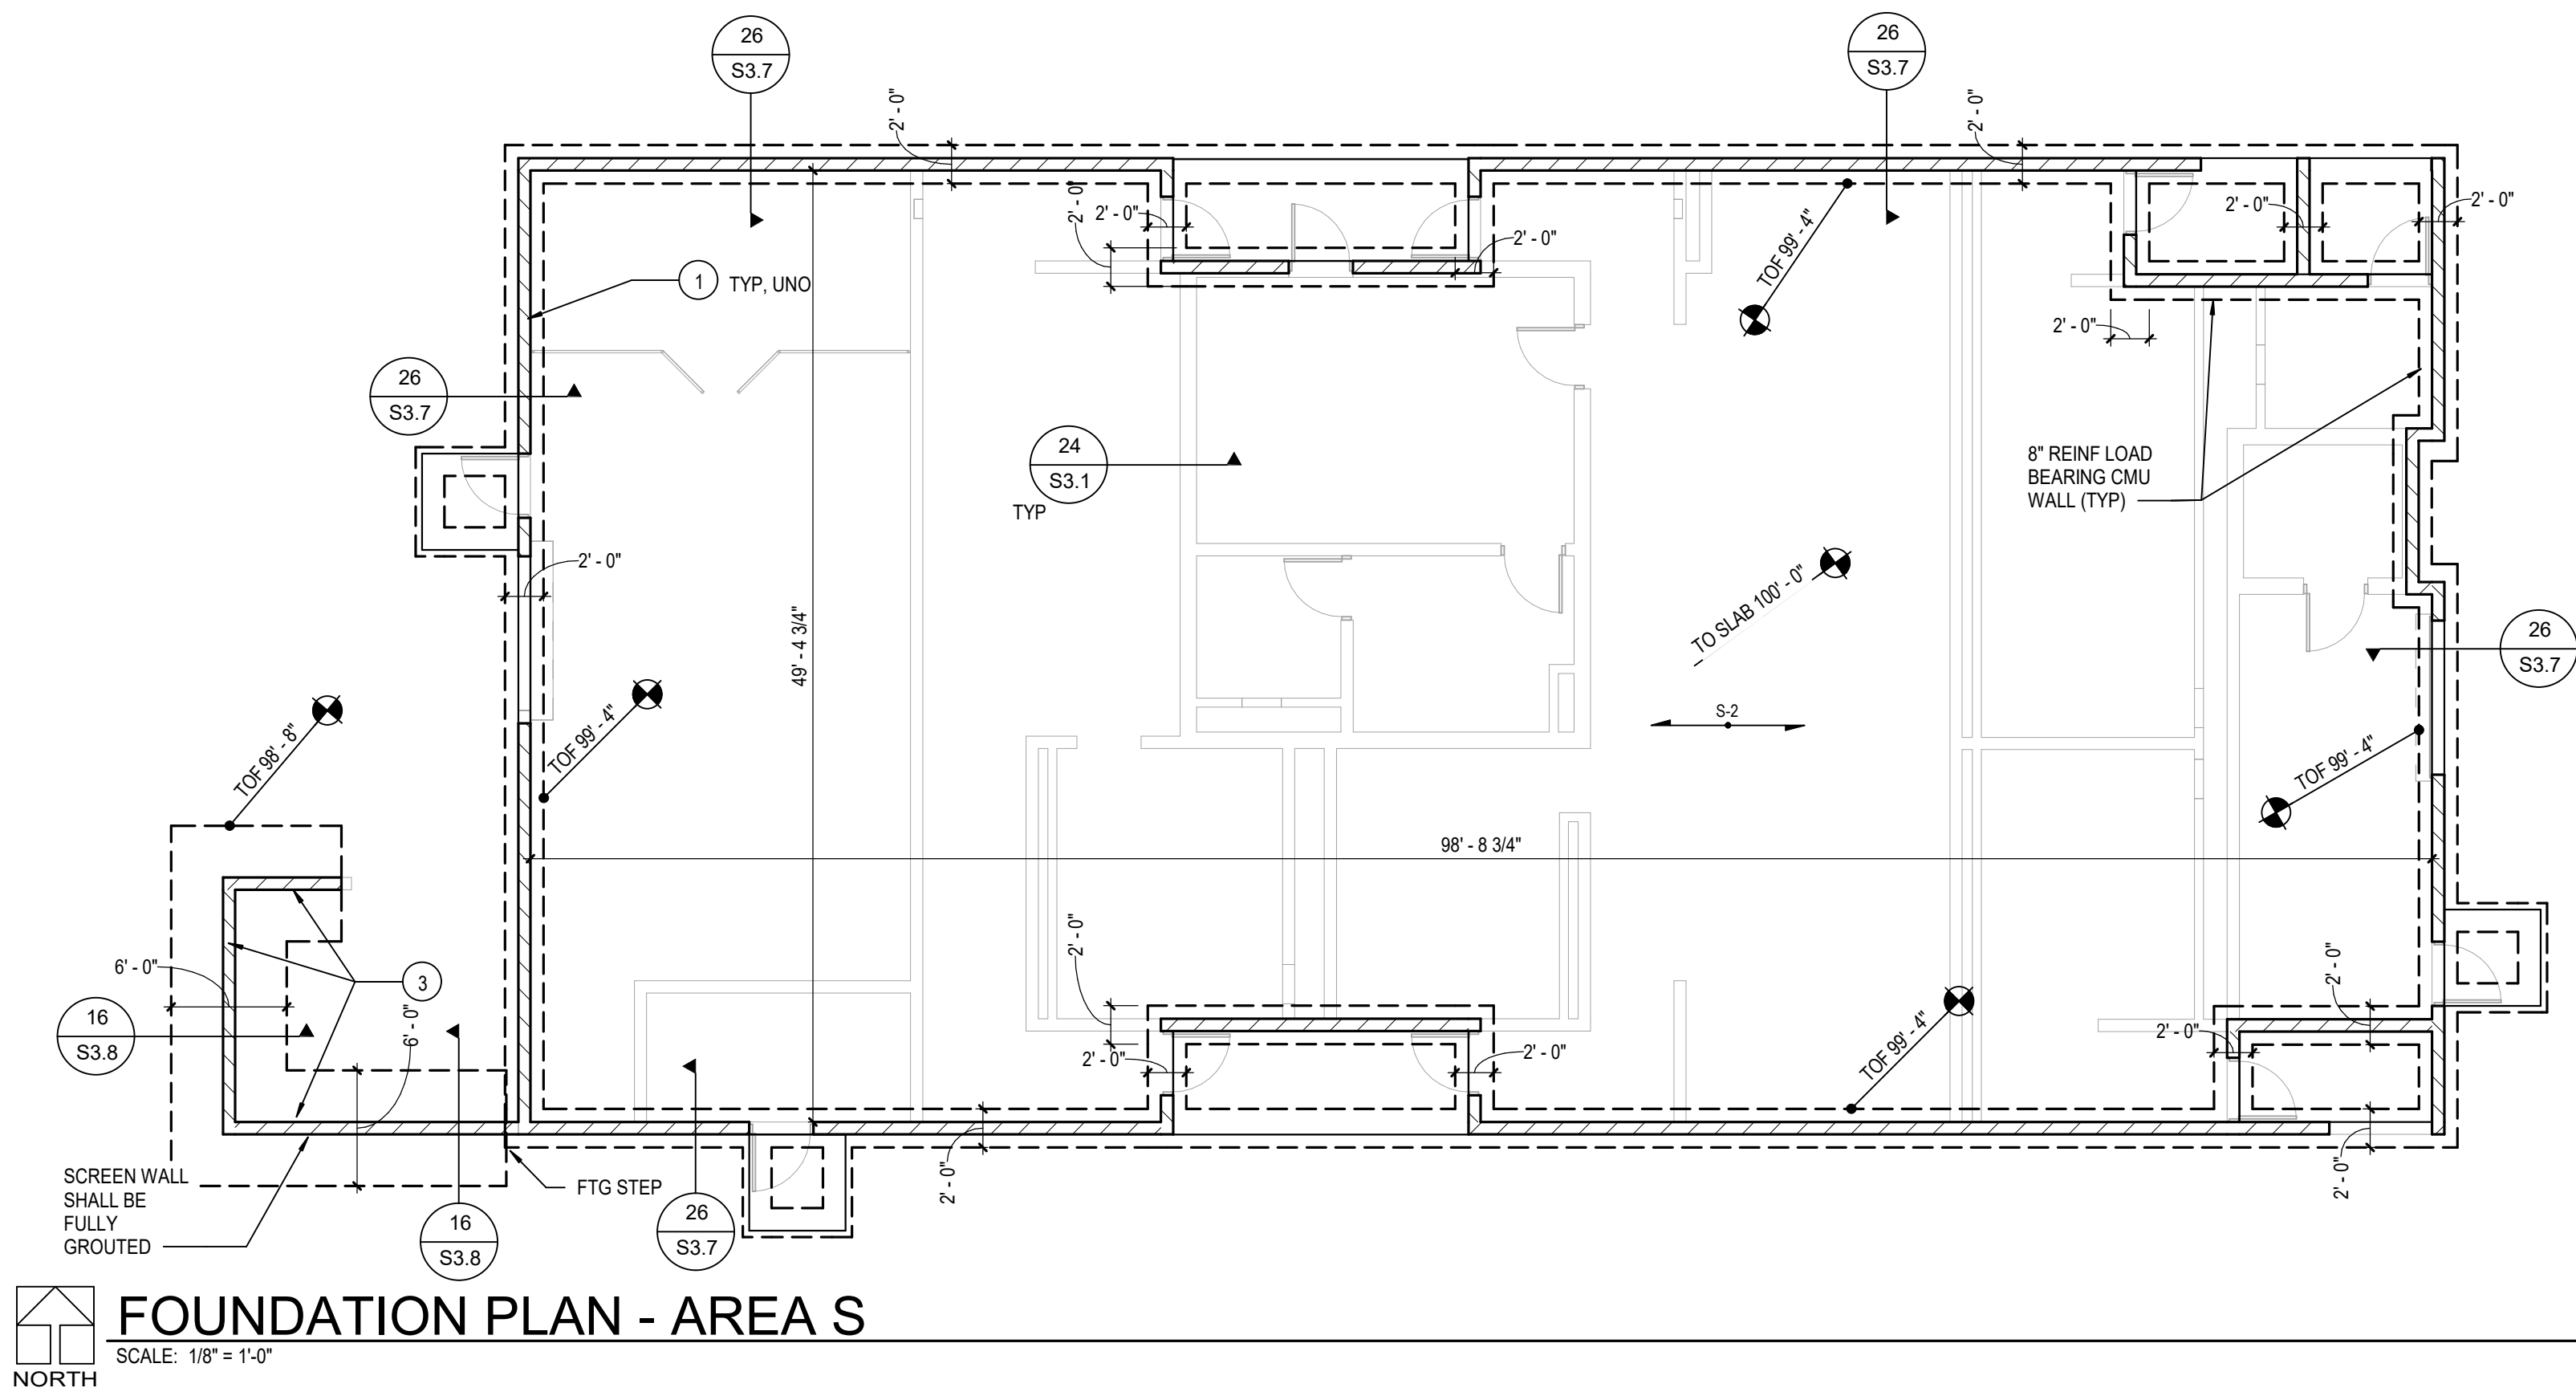 26
S3.7
26
S3.7
2' - 0"
2' - 0"
2' - 0"
2' - 0"
2' - 0"
2' - 0"
2' - 0"
TOF 99' - 4"
1
TYP, UNO
2' - 0"
26
S3.7
24
S3.1
TYP
8" REINF LOAD
BEARING CMU
WALL (TYP)
2' - 0"
TO SLAB 100' - 0"
49' - 4 3/4"
26
S3.7
S-2
TOF 98' - 8"
TOF 99' - 4"
TOF 99' - 4"
98' - 8 3/4"
6' - 0"
3
2' - 0"
2' - 0"
16
S3.8
6' - 0"
2' - 0"
2' - 0"
TOF 99' - 4"
2' - 0"
SCREEN WALL
SHALL BE
FULLY
GROUTED
FTG STEP
2' - 0"
2' - 0"
16
S3.8
26
S3.7
FOUNDATION PLAN - AREA S
SCALE: 1/8" = 1'-0"
NORTH